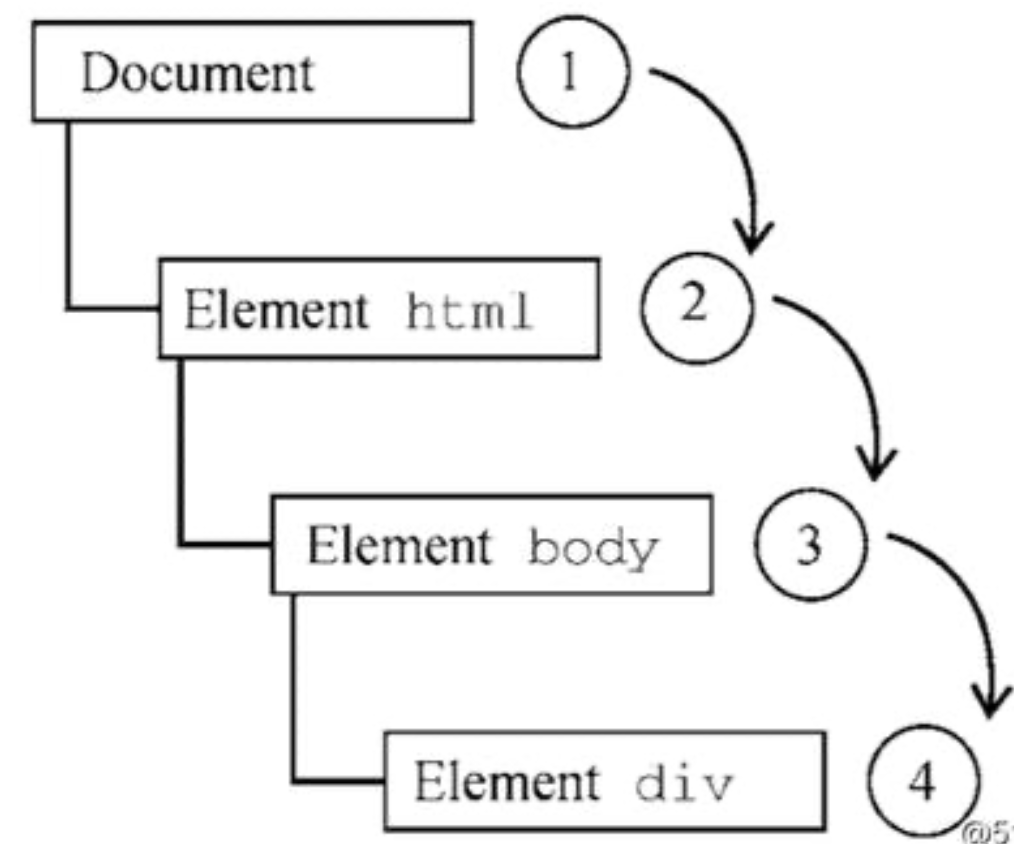 Document 1
Element html 2
Element body 3
Element div 4